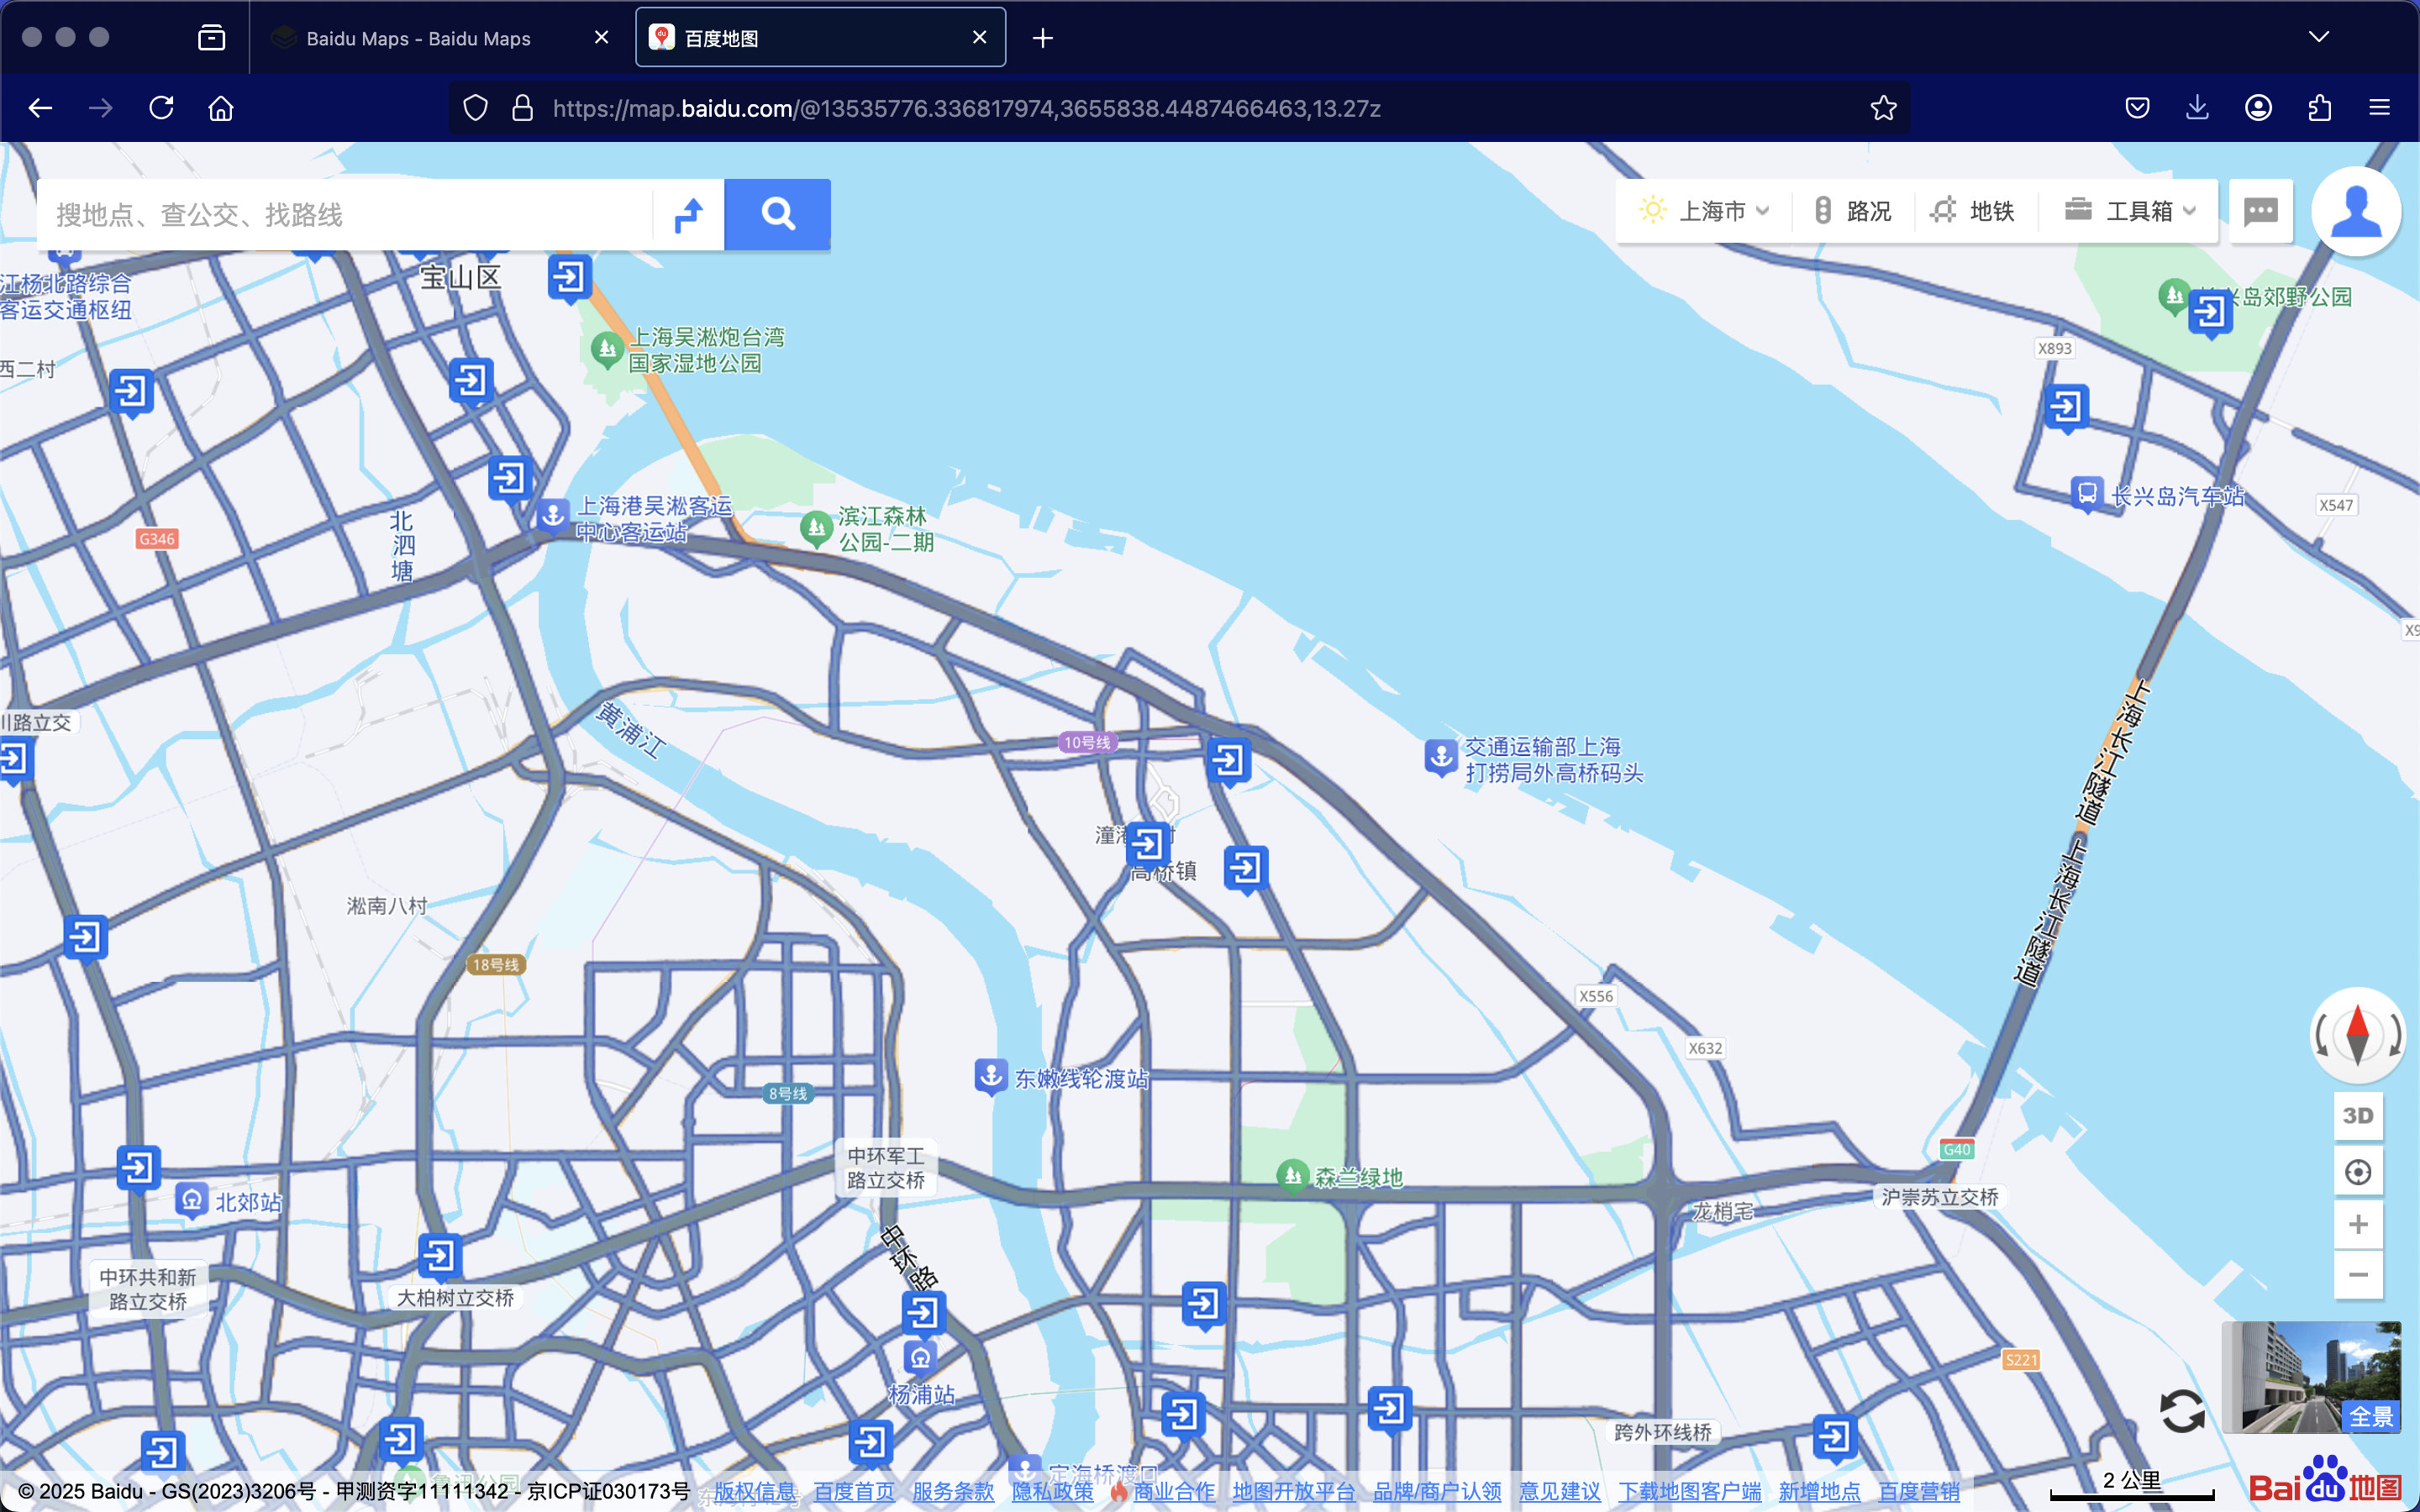 Baidu Maps - Baidu Maps
百度地图
https://map.baidu.com/@13535776.336817974,3655838.4487466463,13.27z
搜地点、查公交、找路线
上海市
路况
地铁
工具箱
江杨北路综合
客运交通枢纽
宝山区
上海吴淞炮台湾
国家湿地公园
岛郊野公园
X893
西二村
上海港吴淞客运
中心客运站
滨江森林
公园-二期
长兴岛汽车站
X547
G346
北泗塘
X9
川路立交
黄浦江
10号线
交通运输部上海
打捞局外高桥码头
上海长江隧道
上海长江隧道
高桥镇
淞南八村
18号线
X556
X632
东嫩线轮渡站
8号线
3D
中环军工
路立交桥
森兰绿地
G40
沪崇苏立交桥
龙梢宅
北郊站
中环路
中环共和新
路立交桥
大柏树立交桥
S221
杨浦站
全景
跨外环线桥
定海桥渡口
2 公里
© 2025 Baidu - GS(2023)3206号 - 甲测资字11111342 - 京ICP证030173号
版权信息 百度首页 服务条款 隐私政策 商业合作 地图开放平台 品牌/商户认领 意见建议 下载地图客户端 新增地点 百度营销
Bai du 地图